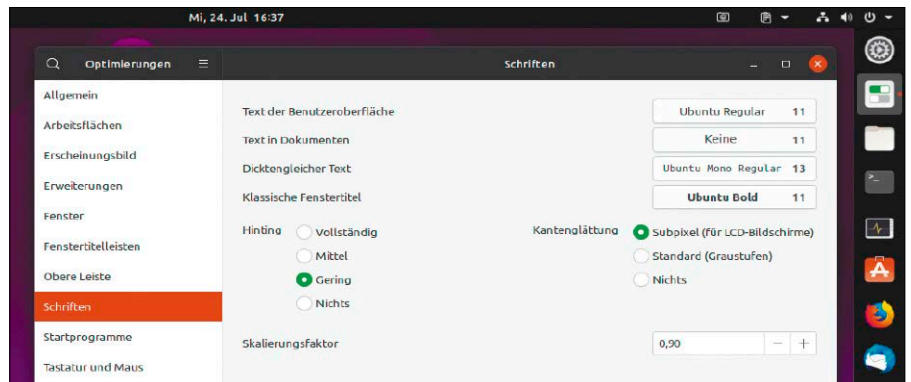 Mi, 24. Jul 16:37
Optimierungen
Schriften
Allgemein
Arbeitsflächen
Erscheinungsbild
Erweiterungen
Fenster
Fenstertitelleisten
Obere Leiste
Schriften
Startprogramme
Tastatur und Maus
Text der Benutzeroberfläche Ubuntu Regular 11
Text in Dokumenten Keine 11
Dicktengleicher Text Ubuntu Mono Regular 13
Klassische Fenstertitel Ubuntu Bold 11
Hinting Vollständig Kantenglättung Subpixel (für LCD-Bildschirme)
Mittel Standard (Graustufen)
Gering Nichts
Nichts
Skalierungsfaktor 0,90 − +